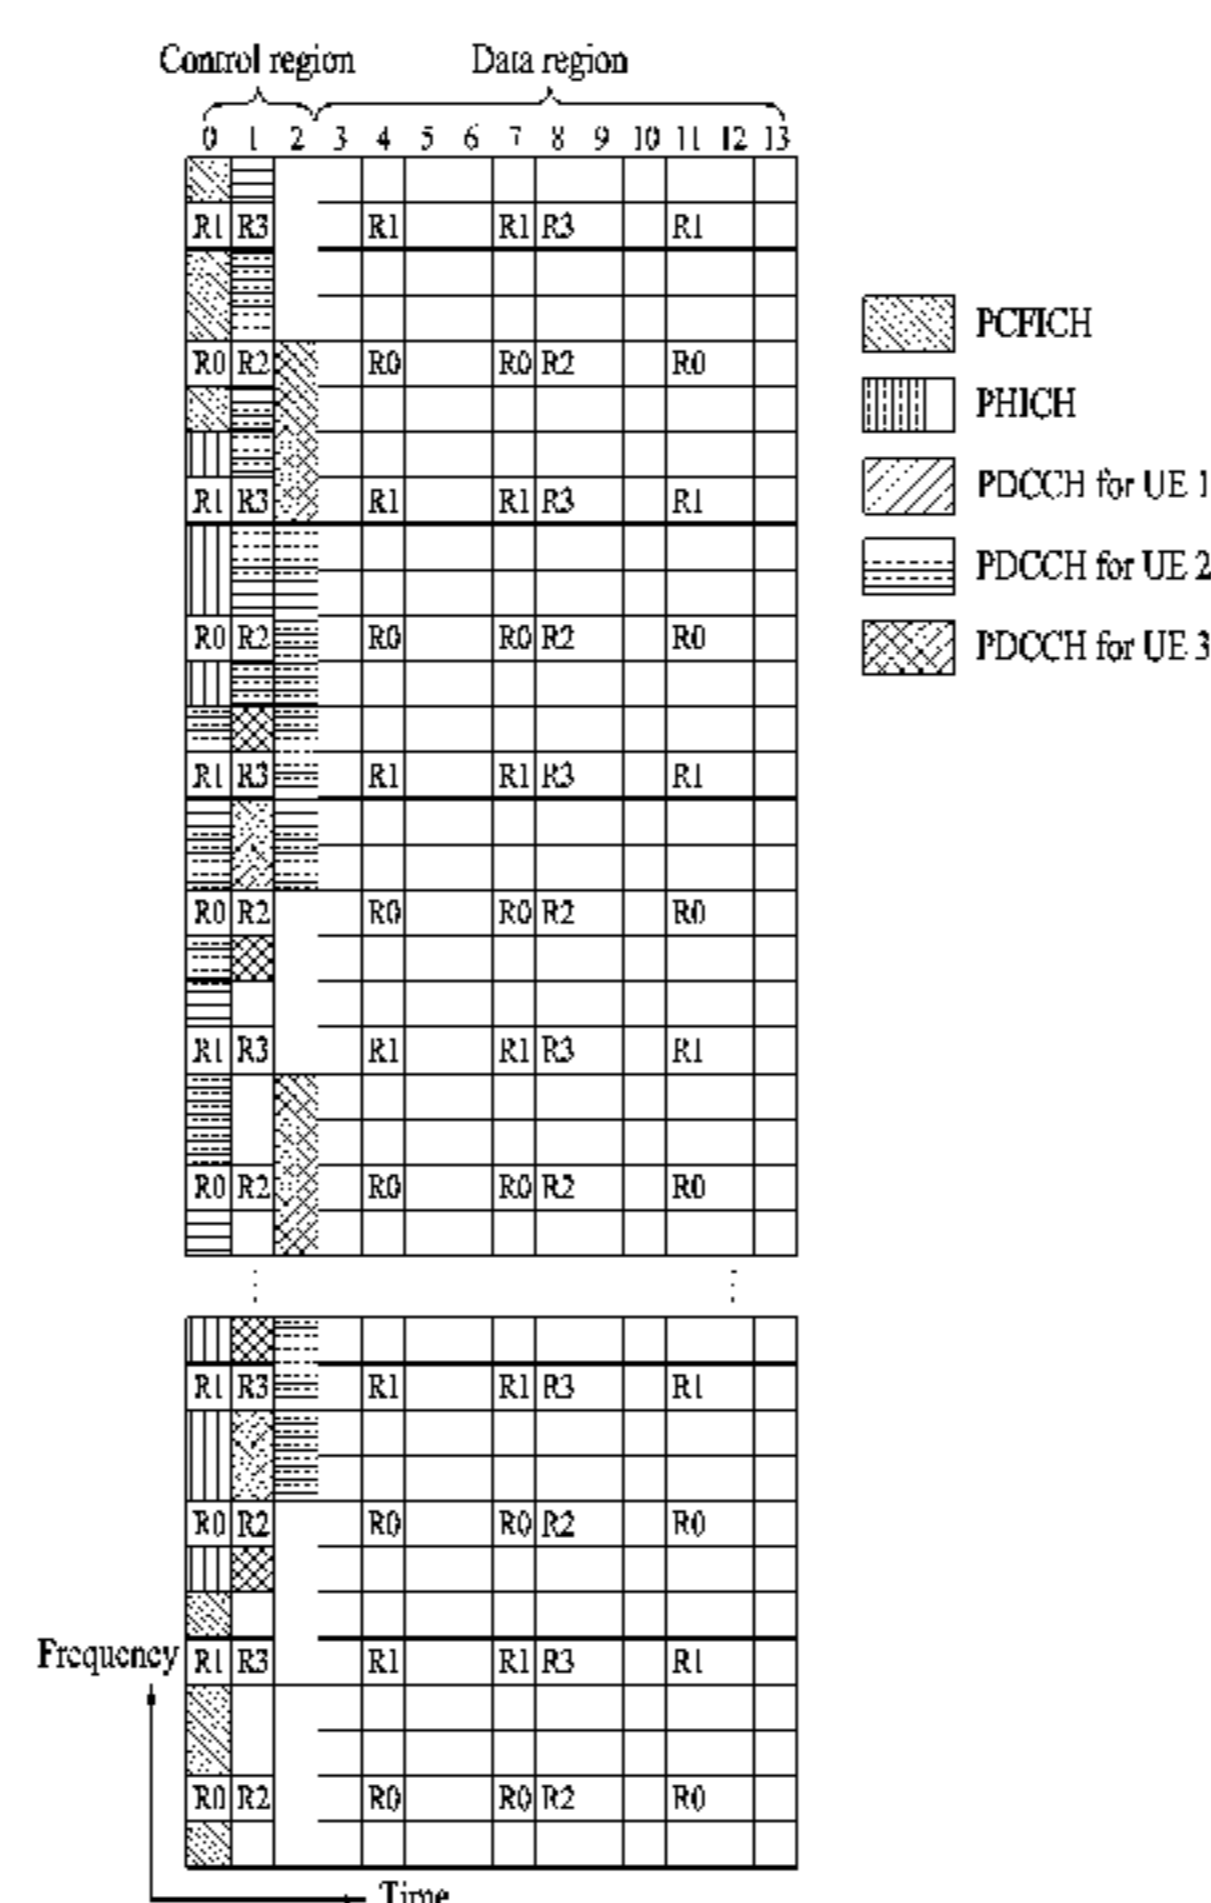 Control region Data region
0 1 2 3 4 5 6 7 8 9 10 11 12 13
R1 R3 R1 R1 R3 R1
PCFICH
R0 R2 R0 R0 R2 R0
PHICH
R1 R3 R1 R1 R3 R1
PDCCH for UE 1
PDCCH for UE 2
R0 R2 R0 R0 R2 R0
PDCCH for UE 3
R1 R3 R1 R1 R3 R1
R0 R2 R0 R0 R2 R0
R1 R3 R1 R1 R3 R1
R0 R2 R0 R0 R2 R0
R1 R3 R1 R1 R3 R1
R0 R2 R0 R0 R2 R0
Frequency R1 R3 R1 R1 R3 R1
R0 R2 R0 R0 R2 R0
Time